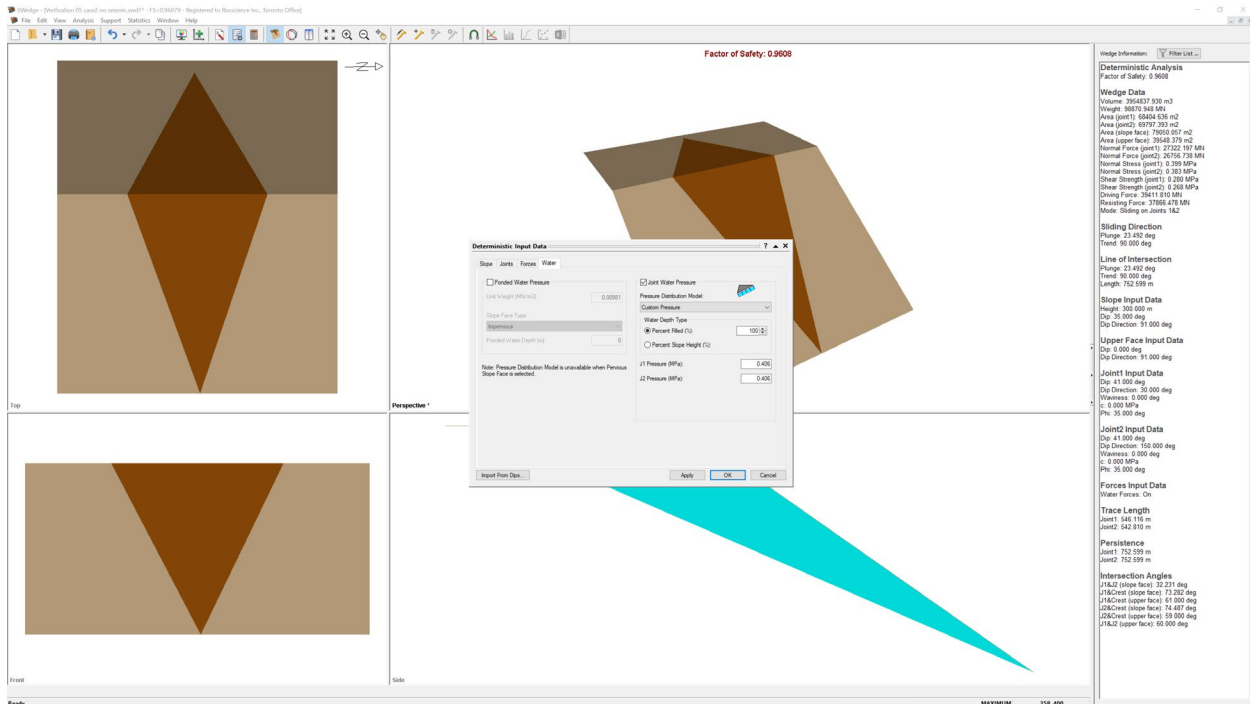 SWedge - [Verification 05 case2 no seismic.swd7* - FS=0.96079 - Registered to Rocscience Inc., Toronto Office]
File Edit View Analysis Support Statistics Window Help
Top
Factor of Safety: 0.9608
Perspective *
Front
Side
Deterministic Input Data
? ▲ X
Slope Joints Forces Water
Ponded Water Pressure
Unit Weight (MN/m3): 0.00981
Slope Face Type:
Impervious
Ponded Water Depth (m): 0
Note: Pressure Distribution Model is unavailable when Pervious
Slope Face is selected.
Joint Water Pressure
Pressure Distribution Model:
Custom Pressure
Water Depth Type
Percent Filled (%): 100
Percent Slope Height (%):
J1 Pressure (MPa): 0.406
J2 Pressure (MPa): 0.406
Import From Dips...
Apply OK Cancel
Wedge Information: Filter List ...
Deterministic Analysis
Factor of Safety: 0.9608
Wedge Data
Volume: 3954837.930 m3
Weight: 98870.948 MN
Area (joint1): 68404.636 m2
Area (joint2): 69797.393 m2
Area (slope face): 79050.057 m2
Area (upper face): 39548.379 m2
Normal Force (joint1): 27322.197 MN
Normal Force (joint2): 26756.738 MN
Normal Stress (joint1): 0.399 MPa
Normal Stress (joint2): 0.383 MPa
Shear Strength (joint1): 0.280 MPa
Shear Strength (joint2): 0.268 MPa
Driving Force: 39411.810 MN
Resisting Force: 37866.478 MN
Mode: Sliding on Joints 1&2
Sliding Direction
Plunge: 23.492 deg
Trend: 90.000 deg
Line of Intersection
Plunge: 23.492 deg
Trend: 90.000 deg
Length: 752.599 m
Slope Input Data
Height: 300.000 m
Dip: 35.000 deg
Dip Direction: 91.000 deg
Upper Face Input Data
Dip: 0.000 deg
Dip Direction: 91.000 deg
Joint1 Input Data
Dip: 41.000 deg
Dip Direction: 30.000 deg
Waviness: 0.000 deg
c: 0.000 MPa
Phi: 35.000 deg
Joint2 Input Data
Dip: 41.000 deg
Dip Direction: 150.000 deg
Waviness: 0.000 deg
c: 0.000 MPa
Phi: 35.000 deg
Forces Input Data
Water Forces: On
Trace Length
Joint1: 546.116 m
Joint2: 542.810 m
Persistence
Joint1: 752.599 m
Joint2: 752.599 m
Intersection Angles
J1&J2 (slope face): 32.231 deg
J1&Crest (slope face): 73.282 deg
J1&Crest (upper face): 61.000 deg
J2&Crest (slope face): 74.487 deg
J2&Crest (upper face): 59.000 deg
J1&J2 (upper face): 60.000 deg
Ready
MAXIMUM 358, 400